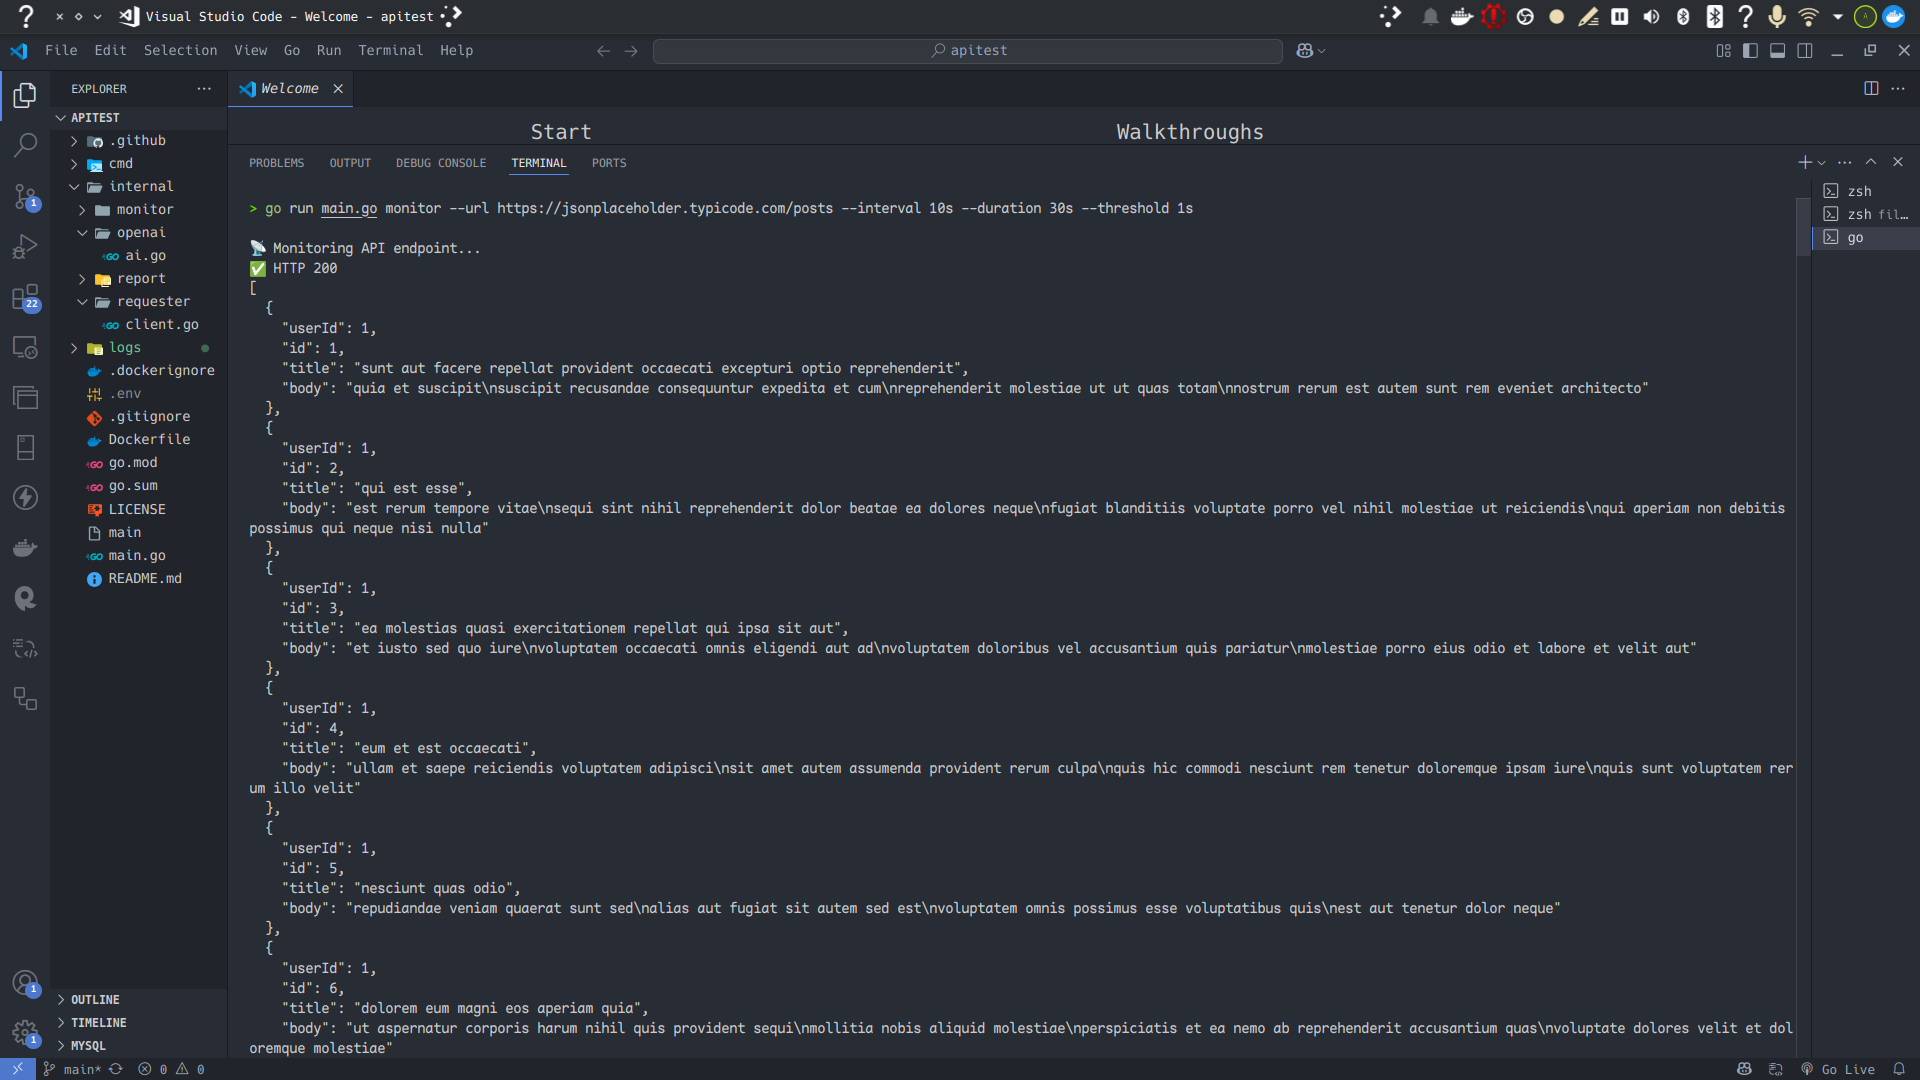 Visual Studio Code - Welcome - apitest
File Edit Selection View Go Run Terminal Help
apitest
EXPLORER
Welcome
APITEST
.github
cmd
internal
monitor
openai
ai.go
report
requester
client.go
logs
.dockerignore
.env
.gitignore
Dockerfile
go.mod
go.sum
LICENSE
main
main.go
README.md
OUTLINE
TIMELINE
MYSQL
1
22
1
1
Start
Walkthroughs
PROBLEMS OUTPUT DEBUG CONSOLE TERMINAL PORTS
zsh
zsh fil...
go
> go run main.go monitor --url https://jsonplaceholder.typicode.com/posts --interval 10s --duration 30s --threshold 1s
📡 Monitoring API endpoint...
✅ HTTP 200
[
{
"userId": 1,
"id": 1,
"title": "sunt aut facere repellat provident occaecati excepturi optio reprehenderit",
"body": "quia et suscipit\nsuscipit recusandae consequuntur expedita et cum\nreprehenderit molestiae ut ut quas totam\nnostrum rerum est autem sunt rem eveniet architecto"
},
{
"userId": 1,
"id": 2,
"title": "qui est esse",
"body": "est rerum tempore vitae\nsequi sint nihil reprehenderit dolor beatae ea dolores neque\nfugiat blanditiis voluptate porro vel nihil molestiae ut reiciendis\nqui aperiam non debitis
possimus qui neque nisi nulla"
},
{
"userId": 1,
"id": 3,
"title": "ea molestias quasi exercitationem repellat qui ipsa sit aut",
"body": "et iusto sed quo iure\nvoluptatem occaecati omnis eligendi aut ad\nvoluptatem doloribus vel accusantium quis pariatur\nmolestiae porro eius odio et labore et velit aut"
},
{
"userId": 1,
"id": 4,
"title": "eum et est occaecati",
"body": "ullam et saepe reiciendis voluptatem adipisci\nsit amet autem assumenda provident rerum culpa\nquis hic commodi nesciunt rem tenetur doloremque ipsam iure\nquis sunt voluptatem rer
um illo velit"
},
{
"userId": 1,
"id": 5,
"title": "nesciunt quas odio",
"body": "repudiandae veniam quaerat sunt sed\nalias aut fugiat sit autem sed est\nvoluptatem omnis possimus esse voluptatibus quis\nest aut tenetur dolor neque"
},
{
"userId": 1,
"id": 6,
"title": "dolorem eum magni eos aperiam quia",
"body": "ut aspernatur corporis harum nihil quis provident sequi\nmollitia nobis aliquid molestiae\nperspiciatis et ea nemo ab reprehenderit accusantium quas\nvoluptate dolores velit et dol
oremque molestiae"
main* 0 0
Go Live